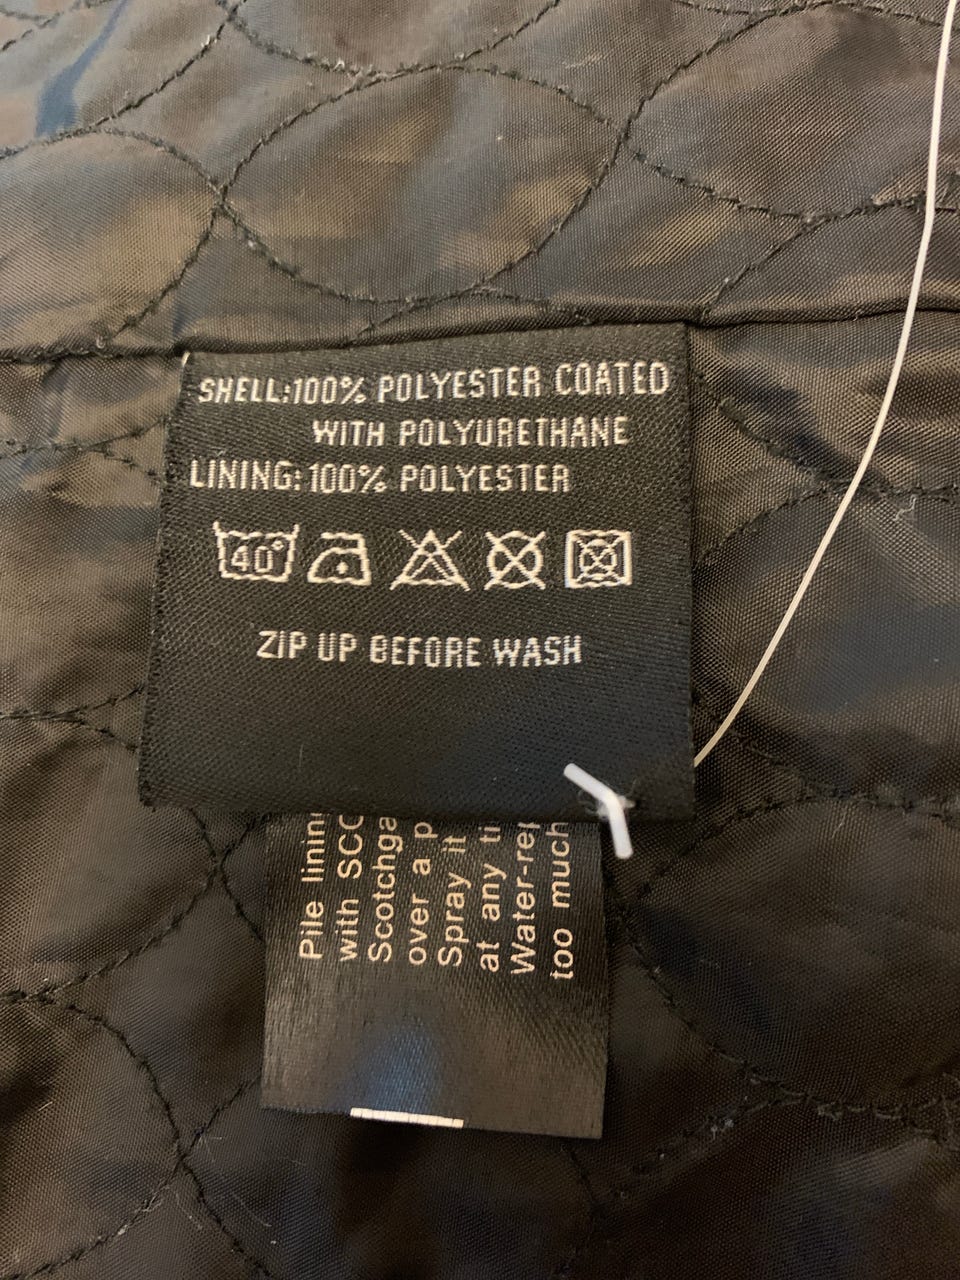 SHELL:100% POLYESTER COATED
WITH POLYURETHANE
LINING:100% POLYESTER
40°
ZIP UP BEFORE WASH
Pile
with
over a
Spray it
at any
too much